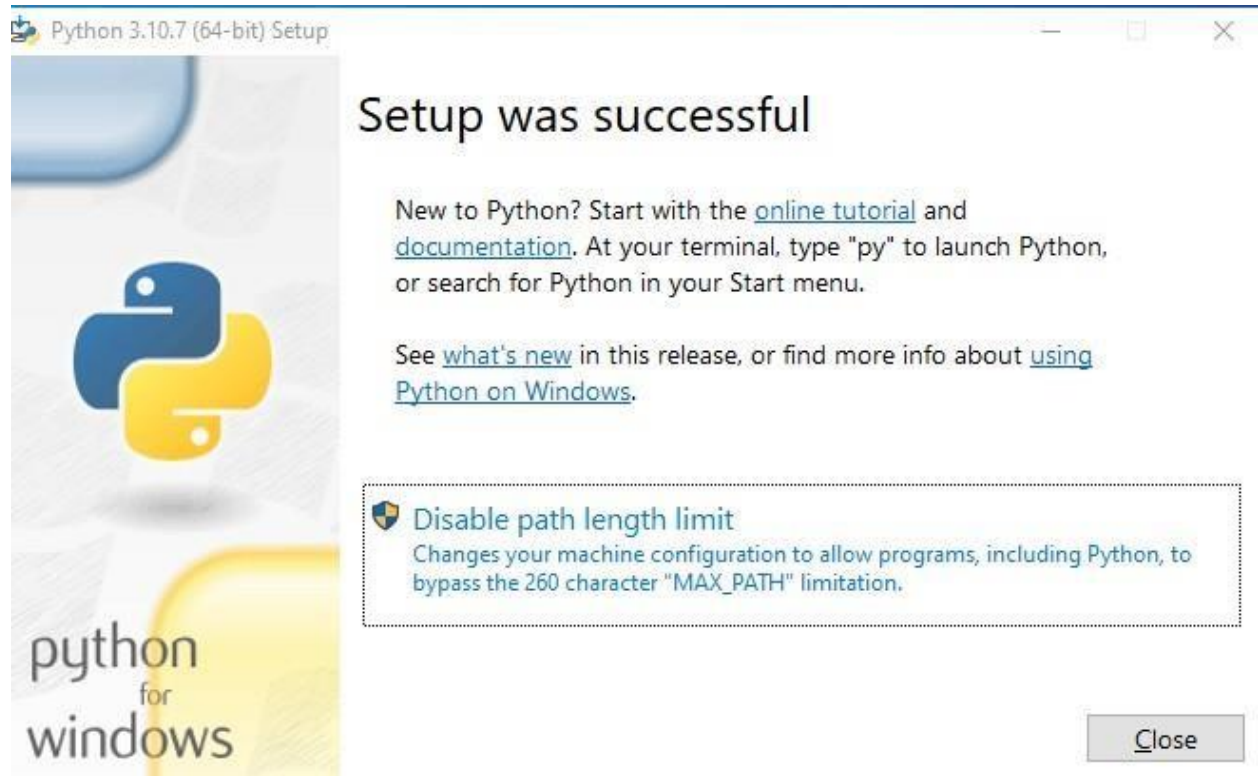 Python 3.10.7 (64-bit) Setup
Setup was successful
New to Python? Start with the online tutorial and
documentation. At your terminal, type "py" to launch Python,
or search for Python in your Start menu.
See what's new in this release, or find more info about using
Python on Windows.
Disable path length limit
Changes your machine configuration to allow programs, including Python, to
bypass the 260 character "MAX_PATH" limitation.
python
for
windows
Close